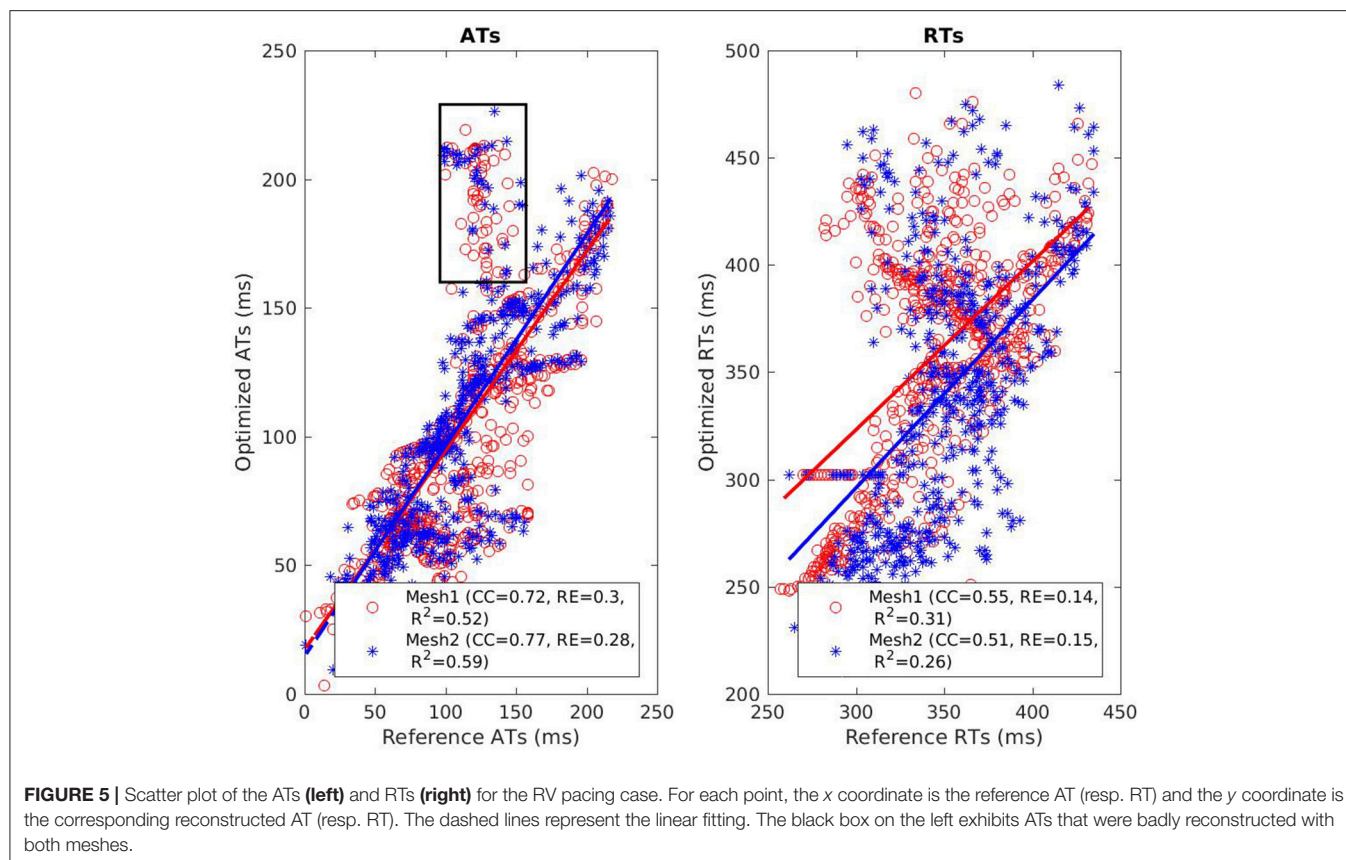 ATs
250
200
150
100
50
0
Optimized ATs (ms)
0 50 100 150 200 250
Reference ATs (ms)
Mesh1 (CC=0.72, RE=0.3,
R²=0.52)
Mesh2 (CC=0.77, RE=0.28,
R²=0.59)
RTs
500
450
400
350
300
250
200
Optimized RTs (ms)
250 300 350 400 450
Reference RTs (ms)
Mesh1 (CC=0.55, RE=0.14,
R²=0.31)
Mesh2 (CC=0.51, RE=0.15,
R²=0.26)
FIGURE 5 | Scatter plot of the ATs (left) and RTs (right) for the RV pacing case. For each point, the x coordinate is the reference AT (resp. RT) and the y coordinate is
the corresponding reconstructed AT (resp. RT). The dashed lines represent the linear fitting. The black box on the left exhibits ATs that were badly reconstructed with
both meshes.